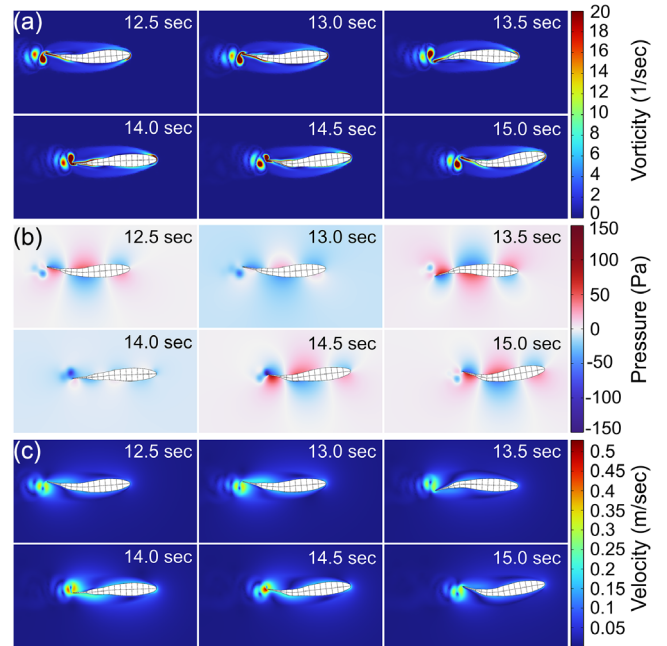 (a)
12.5 sec
13.0 sec
13.5 sec
14.0 sec
14.5 sec
15.0 sec
20
18
16
14
12
10
8
6
4
2
0
Vorticity (1/sec)
(b)
12.5 sec
13.0 sec
13.5 sec
14.0 sec
14.5 sec
15.0 sec
150
100
50
0
-50
-100
-150
Pressure (Pa)
(c)
12.5 sec
13.0 sec
13.5 sec
14.0 sec
14.5 sec
15.0 sec
0.5
0.45
0.4
0.35
0.3
0.25
0.2
0.15
0.1
0.05
Velocity (m/sec)